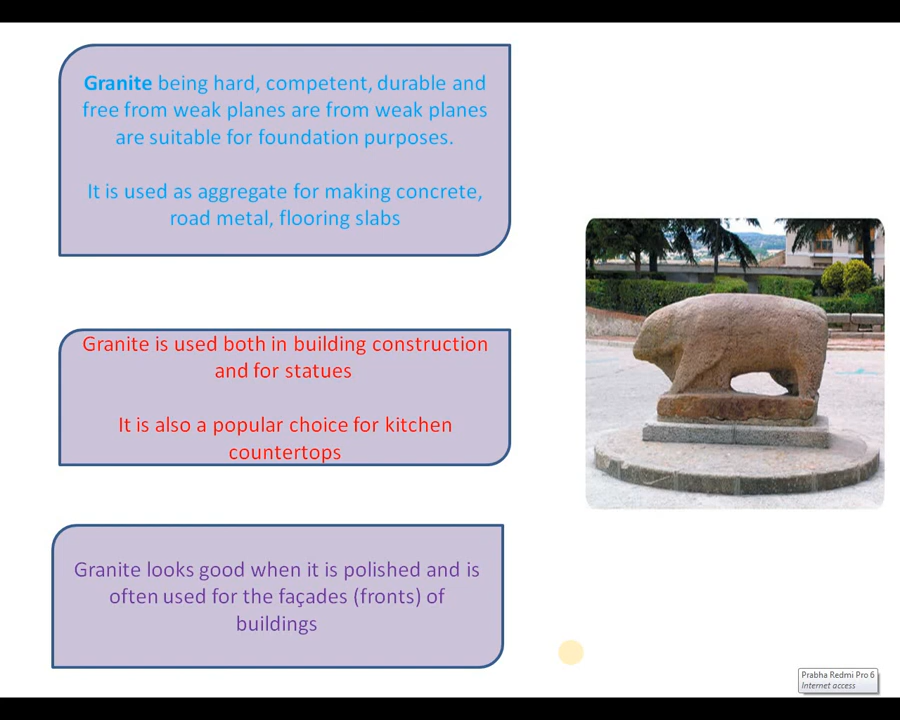 Granite being hard, competent, durable and
free from weak planes are from weak planes
are suitable for foundation purposes.
It is used as aggregate for making concrete,
road metal, flooring slabs
Granite is used both in building construction
and for statues
It is also a popular choice for kitchen
countertops
Granite looks good when it is polished and is
often used for the façades (fronts) of
buildings
Prabha Redmi Pro 6
Internet access